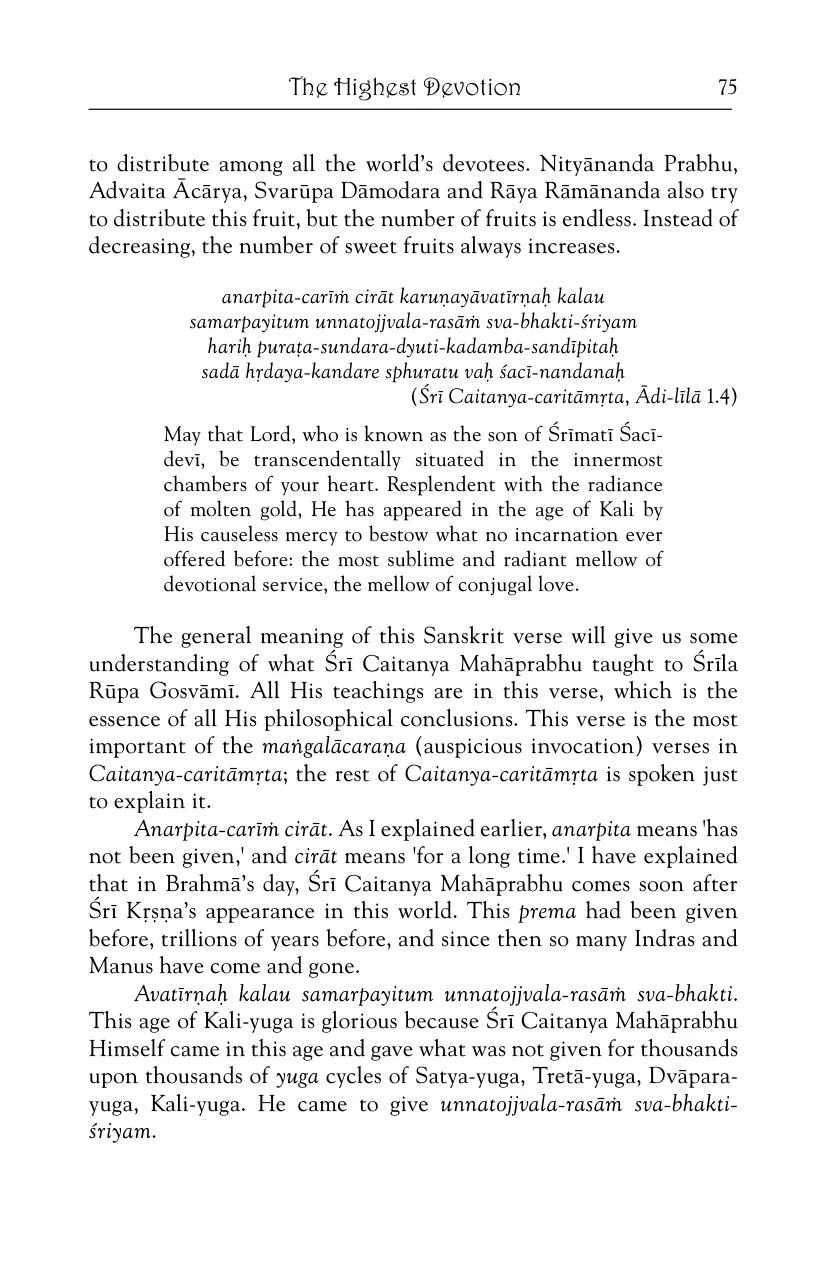 The Highest Devotion 75
to distribute among all the world’s devotees. Nityānanda Prabhu,
Advaita Ācārya, Svarūpa Dāmodara and Rāya Rāmānanda also try
to distribute this fruit, but the number of fruits is endless. Instead of
decreasing, the number of sweet fruits always increases.
anarpita-carīṁ cirāt karuṇayāvatīrṇaḥ kalau
samarpayitum unnatojjvala-rasāṁ sva-bhakti-śriyam
hariḥ puraṭa-sundara-dyuti-kadamba-sandīpitaḥ
sadā hṛdaya-kandare sphuratu vaḥ śacī-nandanaḥ
(Śrī Caitanya-caritāmṛta, Ādi-līlā 1.4)
May that Lord, who is known as the son of Śrīmatī Śacī-
devī, be transcendentally situated in the innermost
chambers of your heart. Resplendent with the radiance
of molten gold, He has appeared in the age of Kali by
His causeless mercy to bestow what no incarnation ever
offered before: the most sublime and radiant mellow of
devotional service, the mellow of conjugal love.
The general meaning of this Sanskrit verse will give us some
understanding of what Śrī Caitanya Mahāprabhu taught to Śrīla
Rūpa Gosvāmī. All His teachings are in this verse, which is the
essence of all His philosophical conclusions. This verse is the most
important of the maṅgalācaraṇa (auspicious invocation) verses in
Caitanya-caritāmṛta; the rest of Caitanya-caritāmṛta is spoken just
to explain it.
Anarpita-carīṁ cirāt. As I explained earlier, anarpita means 'has
not been given,' and cirāt means 'for a long time.' I have explained
that in Brahmā’s day, Śrī Caitanya Mahāprabhu comes soon after
Śrī Kṛṣṇa’s appearance in this world. This prema had been given
before, trillions of years before, and since then so many Indras and
Manus have come and gone.
Avatīrṇaḥ kalau samarpayitum unnatojjvala-rasāṁ sva-bhakti.
This age of Kali-yuga is glorious because Śrī Caitanya Mahāprabhu
Himself came in this age and gave what was not given for thousands
upon thousands of yuga cycles of Satya-yuga, Tretā-yuga, Dvāpara-
yuga, Kali-yuga. He came to give unnatojjvala-rasāṁ sva-bhakti-
śriyam.